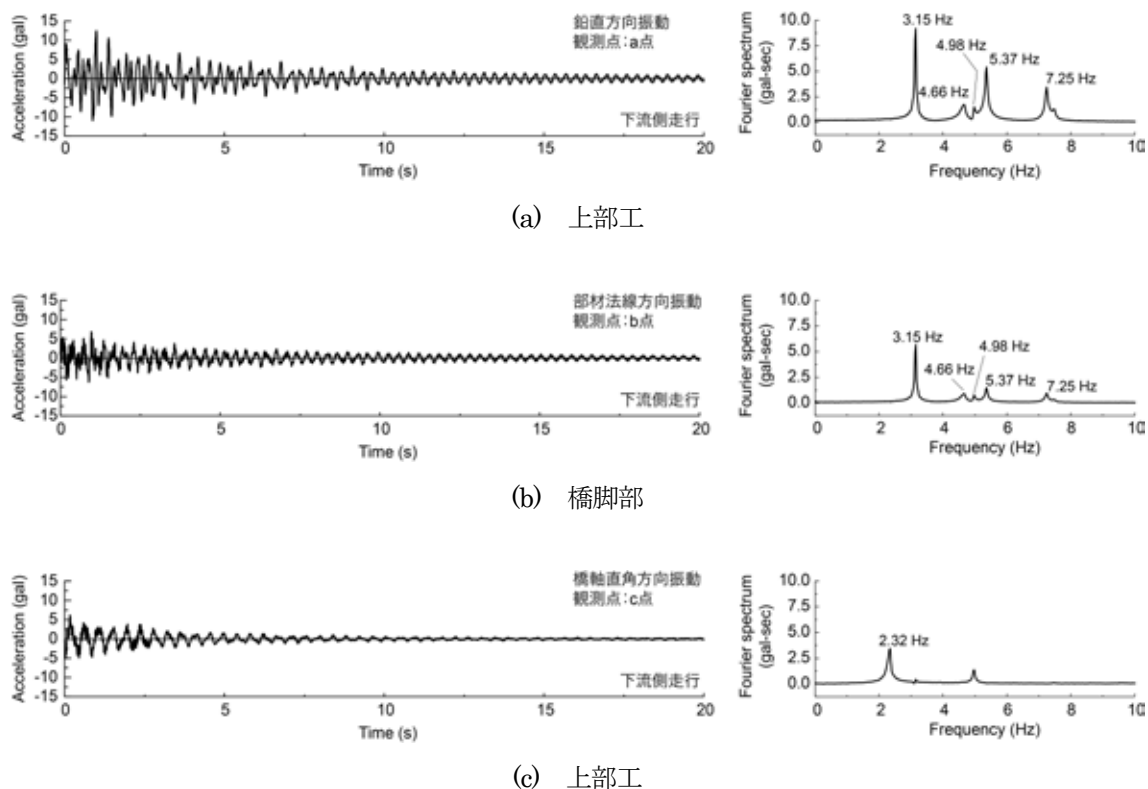 15
10
5
0
-5
-10
-15
Acceleration (gal)
鉛直方向振動
観測点:a点
下流側走行
0 5 10 15 20
Time (s)
10.0
7.5
5.0
2.5
0.0
Fourier spectrum
(gal-sec)
3.15 Hz
4.98 Hz
5.37 Hz
4.66 Hz
7.25 Hz
0 2 4 6 8 10
Frequency (Hz)
(a) 上部工
15
10
5
0
-5
-10
-15
Acceleration (gal)
部材法線方向振動
観測点:b点
下流側走行
0 5 10 15 20
Time (s)
10.0
7.5
5.0
2.5
0.0
Fourier spectrum
(gal-sec)
3.15 Hz
4.98 Hz
4.66 Hz
5.37 Hz
7.25 Hz
0 2 4 6 8 10
Frequency (Hz)
(b) 橋脚部
15
10
5
0
-5
-10
-15
Acceleration (gal)
橋軸直角方向振動
観測点:c点
下流側走行
0 5 10 15 20
Time (s)
10.0
7.5
5.0
2.5
0.0
Fourier spectrum
(gal-sec)
2.32 Hz
0 2 4 6 8 10
Frequency (Hz)
(c) 上部工